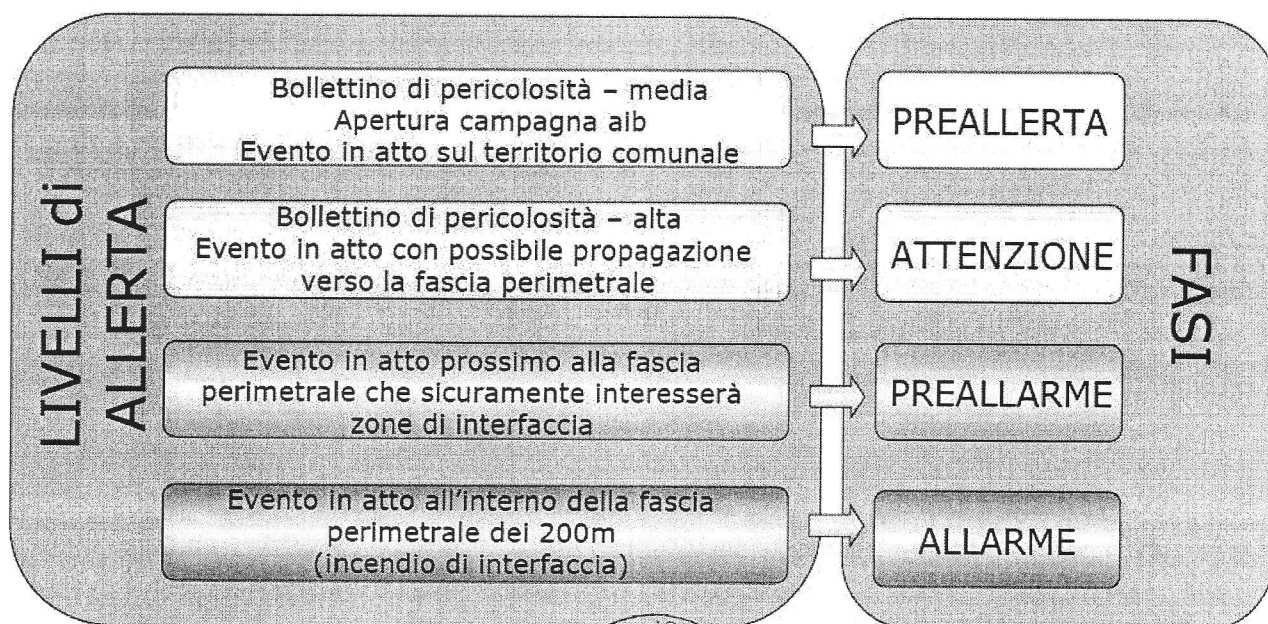 LIVELLI di
ALLERTA
Bollettino di pericolosità – media
Apertura campagna aib
Evento in atto sul territorio comunale
PREALLERTA
Bollettino di pericolosità – alta
Evento in atto con possibile propagazione
verso la fascia perimetrale
ATTENZIONE
Evento in atto prossimo alla fascia
perimetrale che sicuramente interesserà
zone di interfaccia
PREALLARME
Evento in atto all'interno della fascia
perimetrale dei 200m
(incendio di interfaccia)
ALLARME
FASI